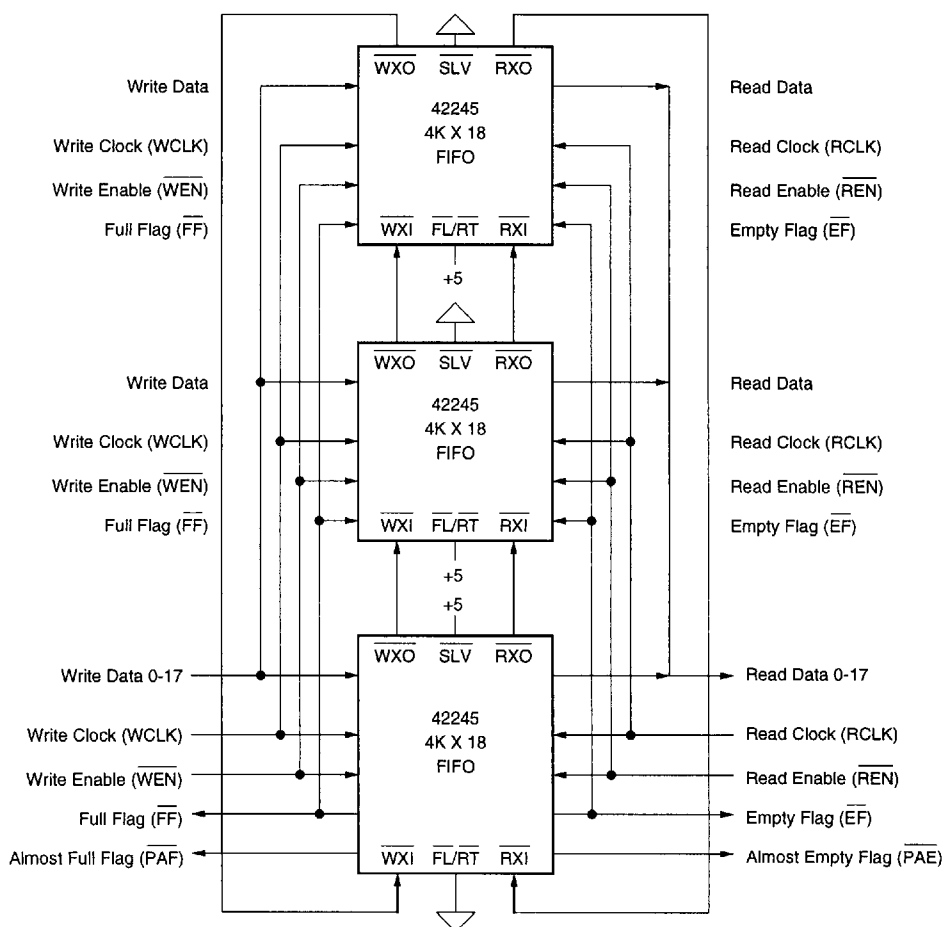 WXO SLV RXO
Write Data
42245
4K X 18
FIFO
Read Data
Write Clock (WCLK)
Read Clock (RCLK)
Write Enable (WEN)
Read Enable (REN)
Full Flag (FF)
WXI FL/RT RXI
Empty Flag (EF)
+5
WXO SLV RXO
Write Data
42245
4K X 18
FIFO
Read Data
Write Clock (WCLK)
Read Clock (RCLK)
Write Enable (WEN)
Read Enable (REN)
Full Flag (FF)
WXI FL/RT RXI
Empty Flag (EF)
+5
+5
WXO SLV RXO
Write Data 0-17
42245
4K X 18
FIFO
Read Data 0-17
Write Clock (WCLK)
Read Clock (RCLK)
Write Enable (WEN)
Read Enable (REN)
Full Flag (FF)
Empty Flag (EF)
Almost Full Flag (PAF)
WXI FL/RT RXI
Almost Empty Flag (PAE)